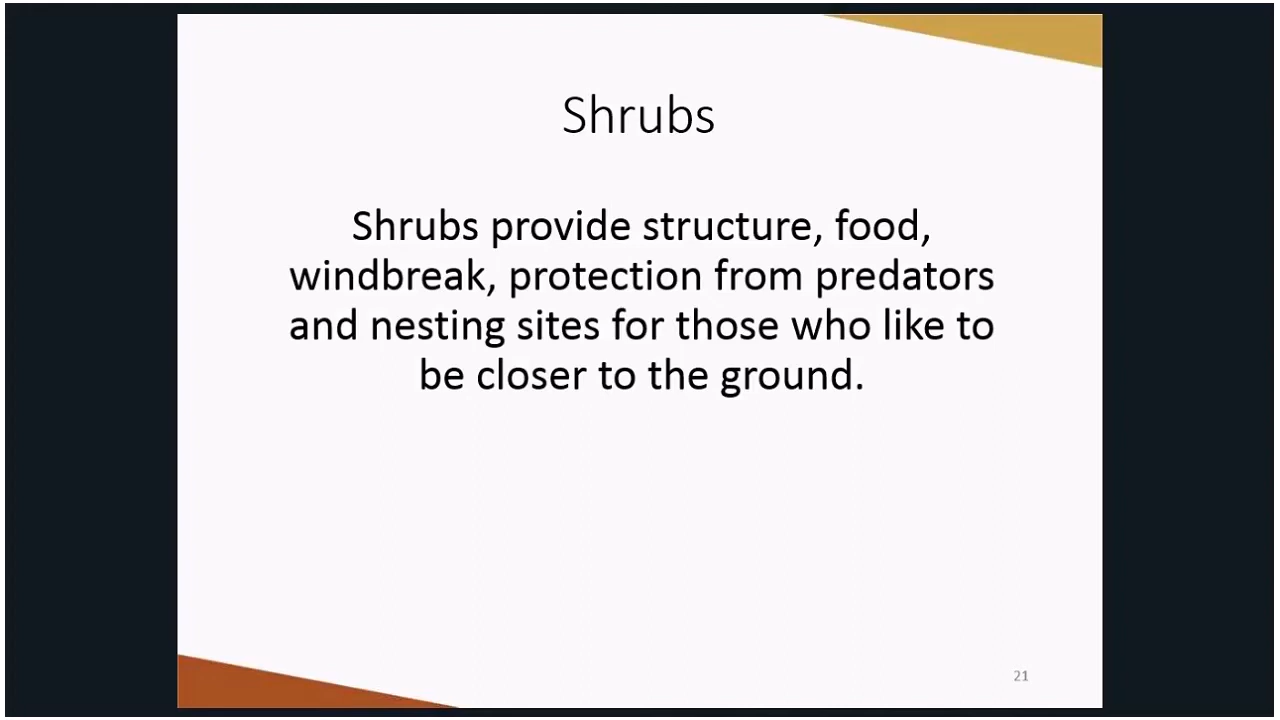 Shrubs
Shrubs provide structure, food,
windbreak, protection from predators
and nesting sites for those who like to
be closer to the ground.
21